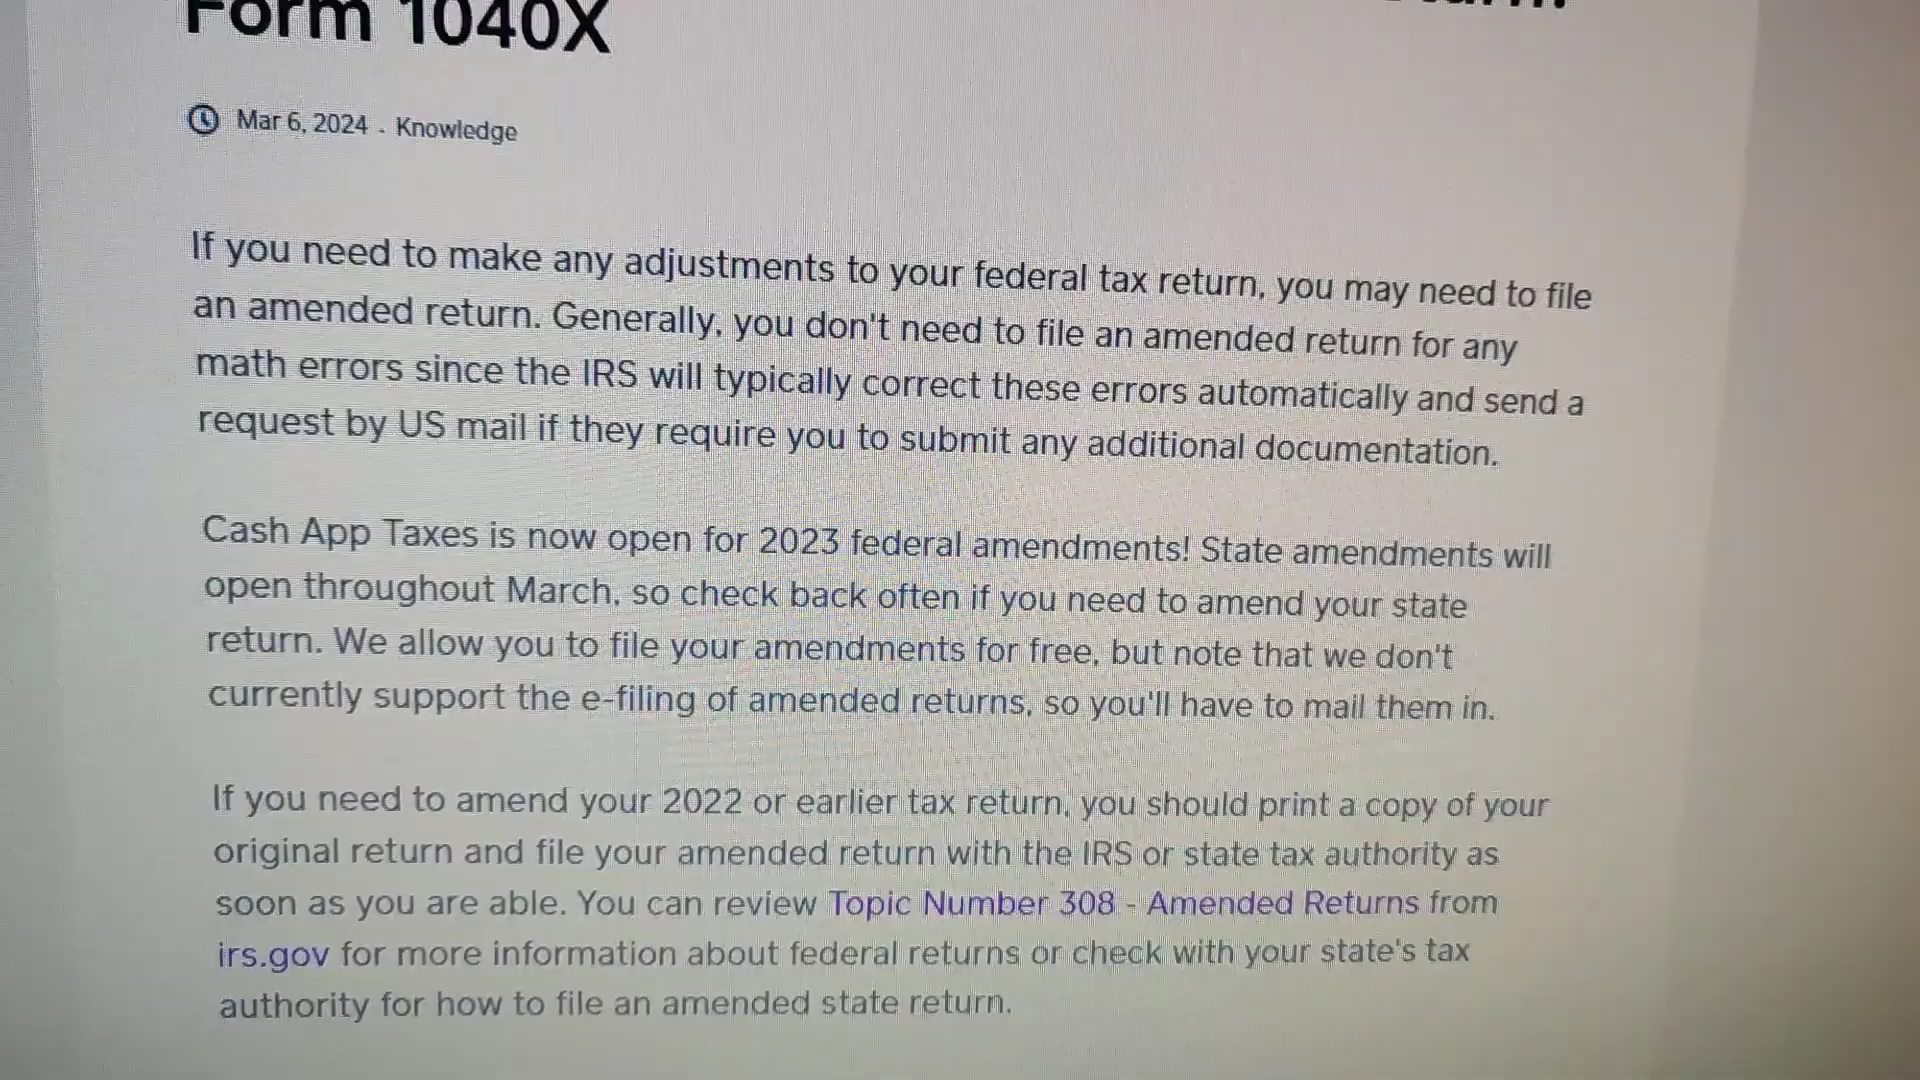 Form 1040X
Mar 6, 2024 . Knowledge
If you need to make any adjustments to your federal tax return, you may need to file
an amended return. Generally, you don't need to file an amended return for any
math errors since the IRS will typically correct these errors automatically and send a
request by US mail if they require you to submit any additional documentation.
Cash App Taxes is now open for 2023 federal amendments! State amendments will
open throughout March, so check back often if you need to amend your state
return. We allow you to file your amendments for free, but note that we don't
currently support the e-filing of amended returns, so you'll have to mail them in.
If you need to amend your 2022 or earlier tax return, you should print a copy of your
original return and file your amended return with the IRS or state tax authority as
soon as you are able. You can review Topic Number 308 - Amended Returns from
irs.gov for more information about federal returns or check with your state's tax
authority for how to file an amended state return.